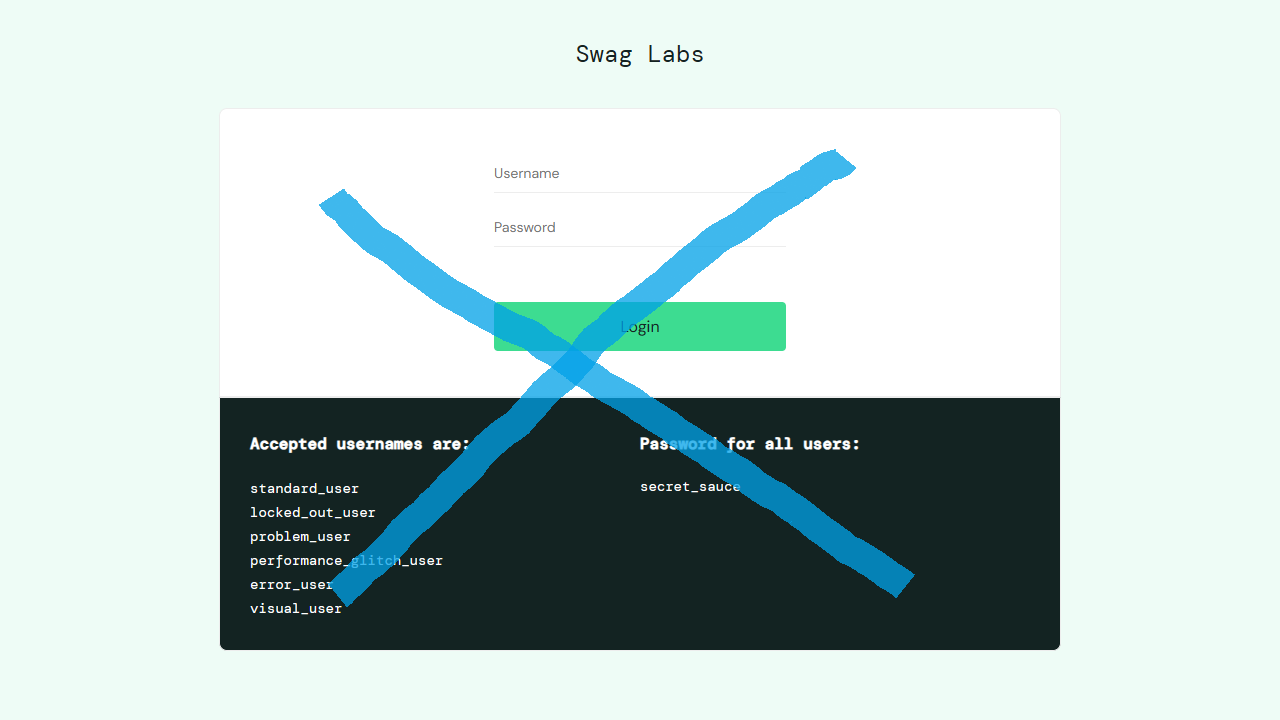 Swag Labs
Username
Password
Login
Accepted usernames are:
standard_user
locked_out_user
problem_user
performance_glitch_user
error_user
visual_user
Password for all users:
secret_sauce